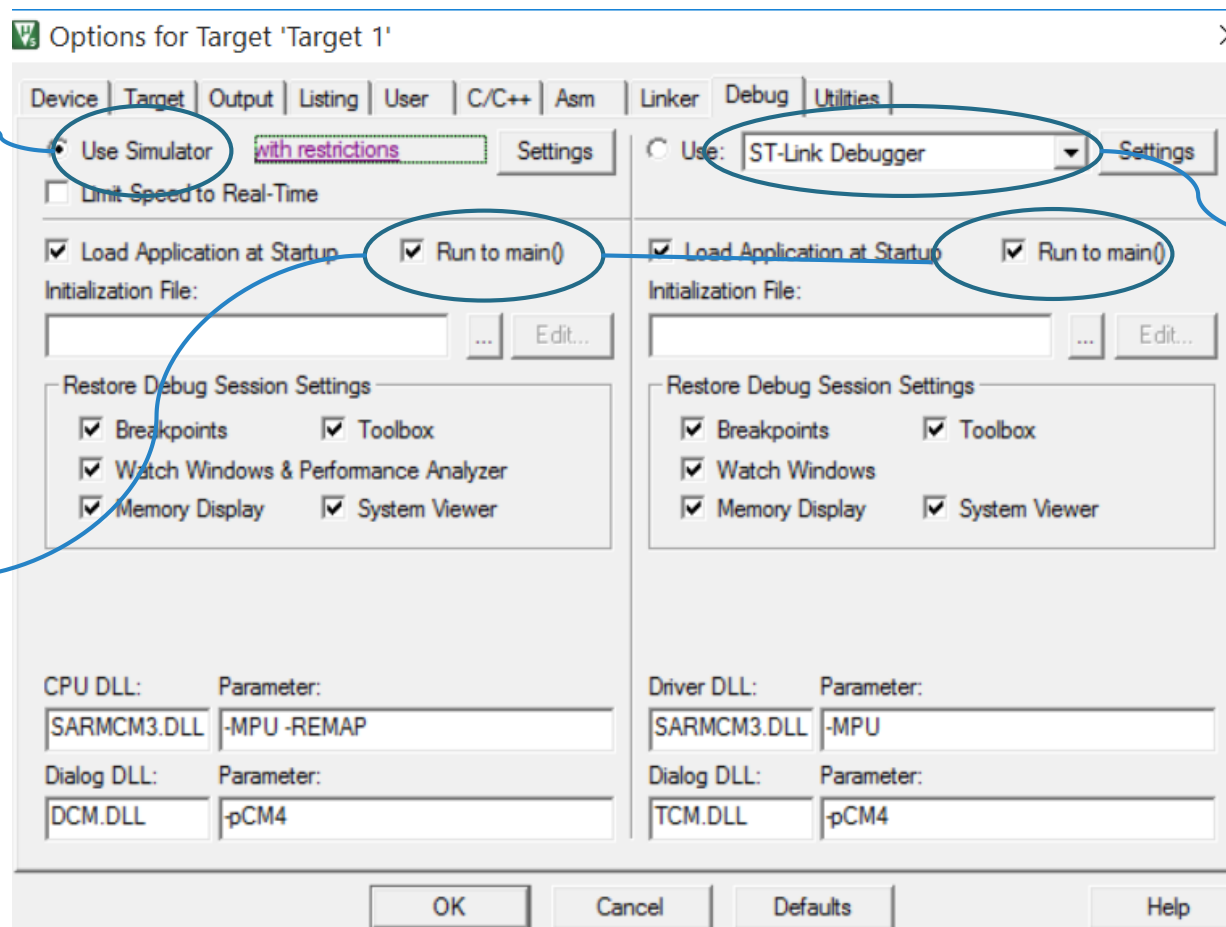 Options for Target 'Target 1'
Device Target Output Listing User C/C++ Asm Linker Debug Utilities
Use Simulator with restrictions Settings
Use: ST-Link Debugger Settings
Limit Speed to Real-Time
Load Application at Startup Run to main()
Load Application at Startup Run to main()
Initialization File:
Initialization File:
... Edit...
... Edit...
Restore Debug Session Settings
Breakpoints Toolbox
Watch Windows & Performance Analyzer
Memory Display System Viewer
Restore Debug Session Settings
Breakpoints Toolbox
Watch Windows
Memory Display System Viewer
CPU DLL: Parameter:
SARMCM3.DLL -MPU -REMAP
Dialog DLL: Parameter:
DCM.DLL -pCM4
Driver DLL: Parameter:
SARMCM3.DLL -MPU
Dialog DLL: Parameter:
TCM.DLL -pCM4
OK Cancel Defaults Help